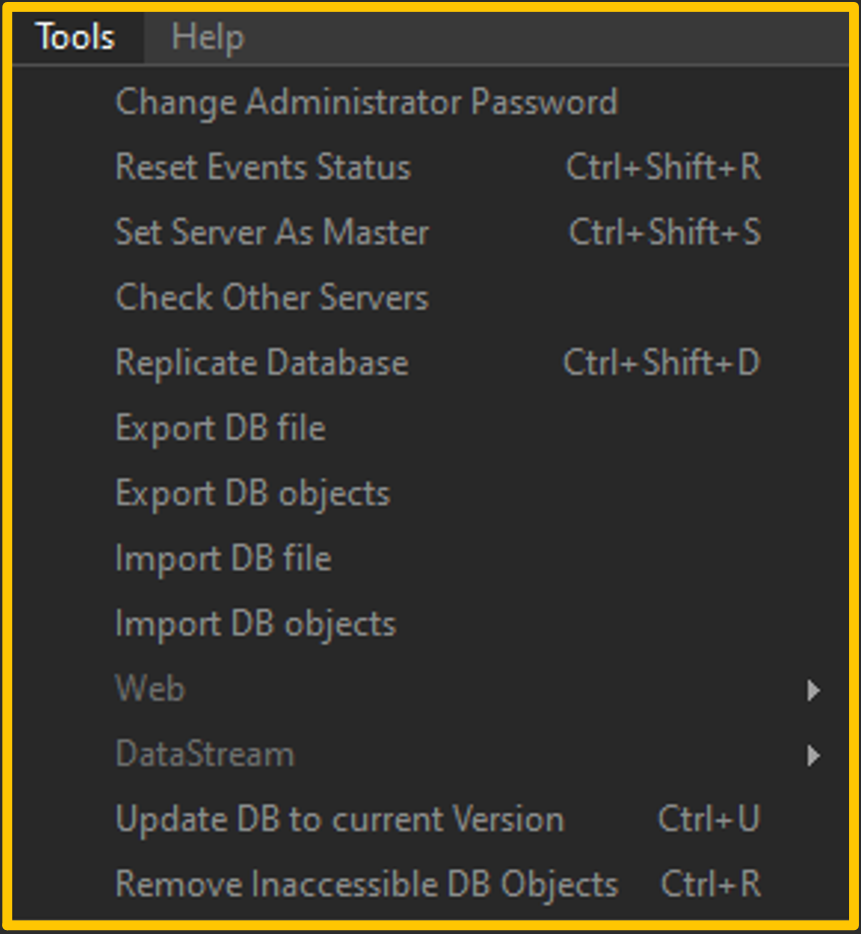 Tools Help
Change Administrator Password
Reset Events Status Ctrl+Shift+R
Set Server As Master Ctrl+Shift+S
Check Other Servers
Replicate Database Ctrl+Shift+D
Export DB file
Export DB objects
Import DB file
Import DB objects
Web
DataStream
Update DB to current Version Ctrl+U
Remove Inaccessible DB Objects Ctrl+R